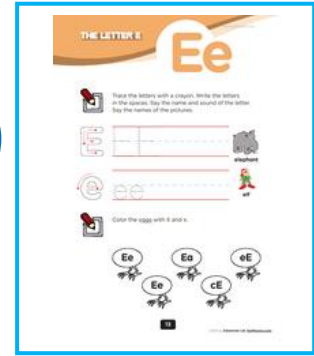 THE LETTER E
Ee
Trace the letters with a crayon. Write the letters
in the spaces. Say the name and sound of the letter.
Say the names of the pictures.
E
elephant
e e e
elf
Color the eggs with E and e.
Ee Ea eE
Ee cE
13